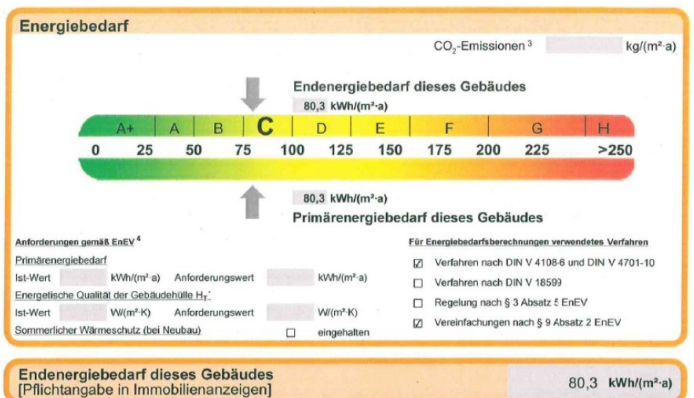 Energiebedarf
CO₂-Emissionen ³ kg/(m²·a)
Endenergiebedarf dieses Gebäudes
80,3 kWh/(m²·a)
A+ A B C D E F G H
0 25 50 75 100 125 150 175 200 225 >250
80,3 kWh/(m²·a)
Primärenergiebedarf dieses Gebäudes
Anforderungen gemäß EnEV ⁴
Primärenergiebedarf
Ist-Wert kWh/(m²·a) Anforderungswert kWh/(m²·a)
Energetische Qualität der Gebäudehülle H_T'
Ist-Wert W/(m²·K) Anforderungswert W/(m²·K)
Sommerlicher Wärmeschutz (bei Neubau) ☐ eingehalten
Für Energiebedarfsberechnungen verwendetes Verfahren
☑ Verfahren nach DIN V 4108-6 und DIN V 4701-10
☐ Verfahren nach DIN V 18599
☐ Regelung nach § 3 Absatz 5 EnEV
☑ Vereinfachungen nach § 9 Absatz 2 EnEV
Endenergiebedarf dieses Gebäudes
[Pflichtangabe in Immobilienanzeigen]
80,3 kWh/(m²·a)